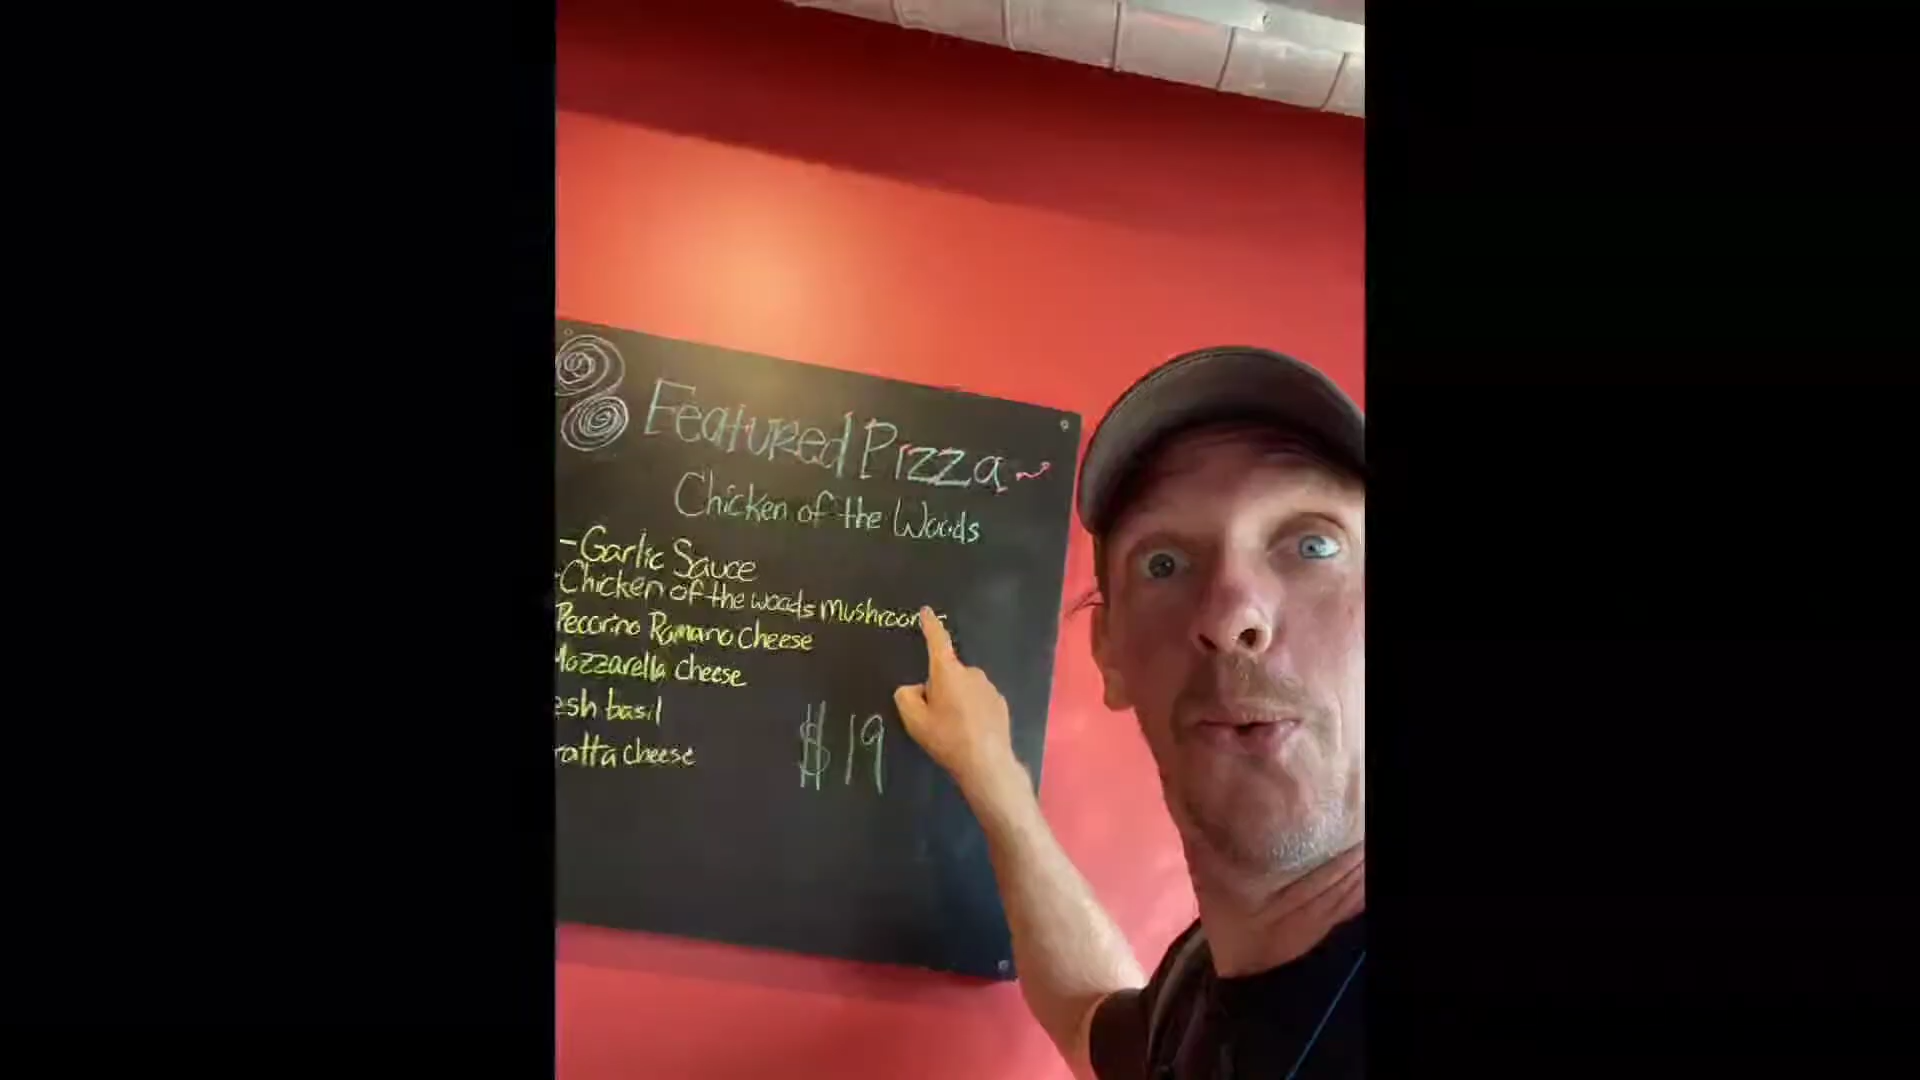 Featured Pizza
Chicken of the Woods
- Garlic Sauce
- Chicken of the woods mushrooms
Pecorino Romano Cheese
Mozzarella cheese
esh basil
ratta cheese
$19